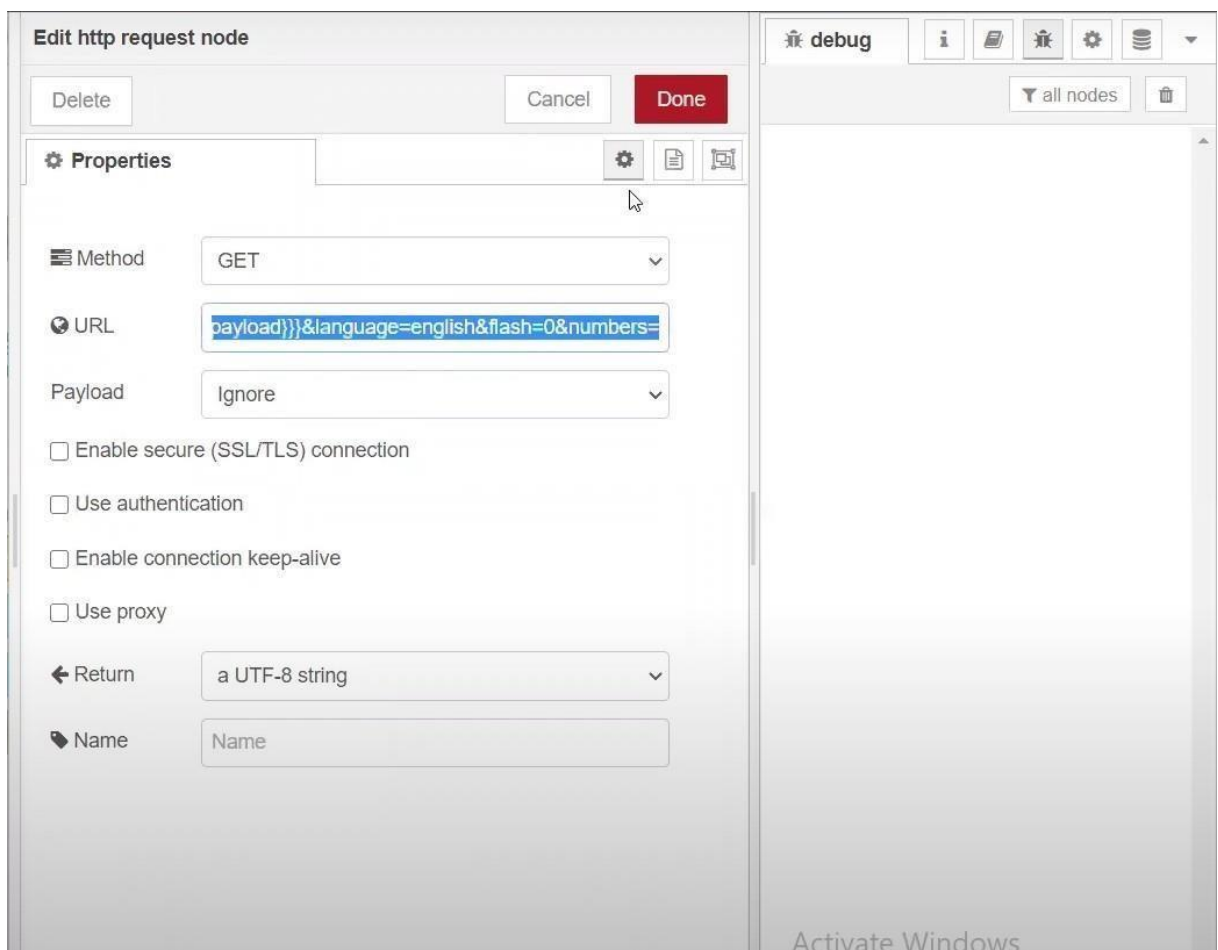 Edit http request node
debug
Delete
Cancel
Done
all nodes
Properties
Method
GET
URL
payload}}}&language=english&flash=0&numbers=
Payload
Ignore
Enable secure (SSL/TLS) connection
Use authentication
Enable connection keep-alive
Use proxy
Return
a UTF-8 string
Name
Name
Activate Windows